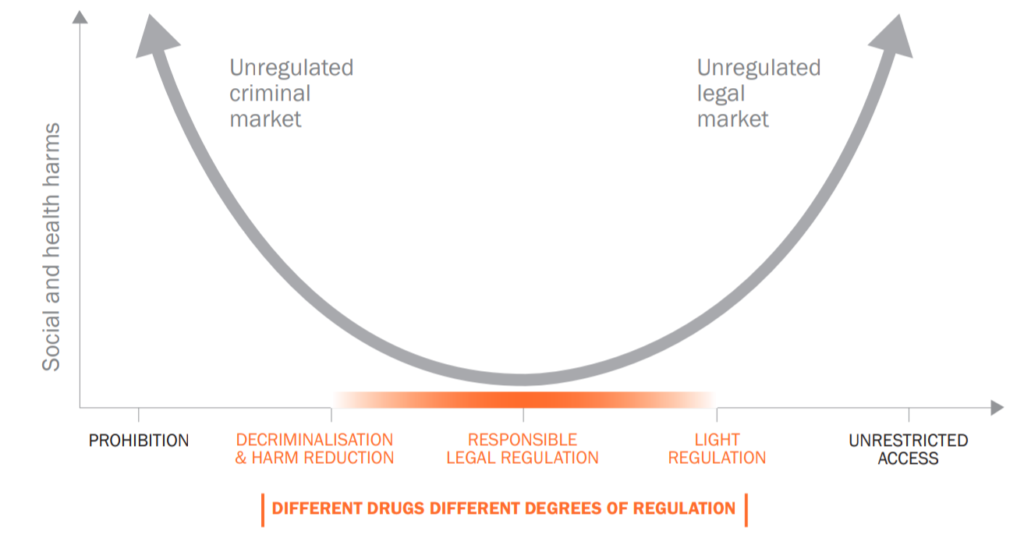 Unregulated
criminal
market
Unregulated
legal
market
Social and health harms
PROHIBITION
DECRIMINALISATION
& HARM REDUCTION
RESPONSIBLE
LEGAL REGULATION
LIGHT
REGULATION
UNRESTRICTED
ACCESS
DIFFERENT DRUGS DIFFERENT DEGREES OF REGULATION